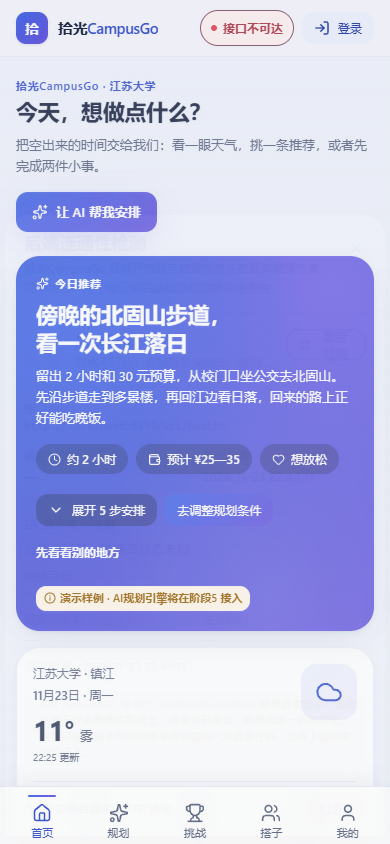 拾 拾光CampusGo 接口不可达 登录
拾光CampusGo · 江苏大学
今天，想做点什么？
把空出来的时间交给我们：看一眼天气，挑一条推荐，或者先
完成两件小事。
让 AI 帮我安排
今日推荐
傍晚的北固山步道，
看一次长江落日
留出 2 小时和 30 元预算，从校门口坐公交去北固山。
先沿步道走到多景楼，再回江边看日落，回来的路上正
好能吃晚饭。
约 2 小时 预计 ¥25—35 想放松
展开 5 步安排 去调整规划条件
先看看别的地方
演示样例 · AI规划引擎将在阶段5 接入
江苏大学 · 镇江
11月23日 · 周一
11° 雾
22:25 更新
首页 规划 挑战 搭子 我的